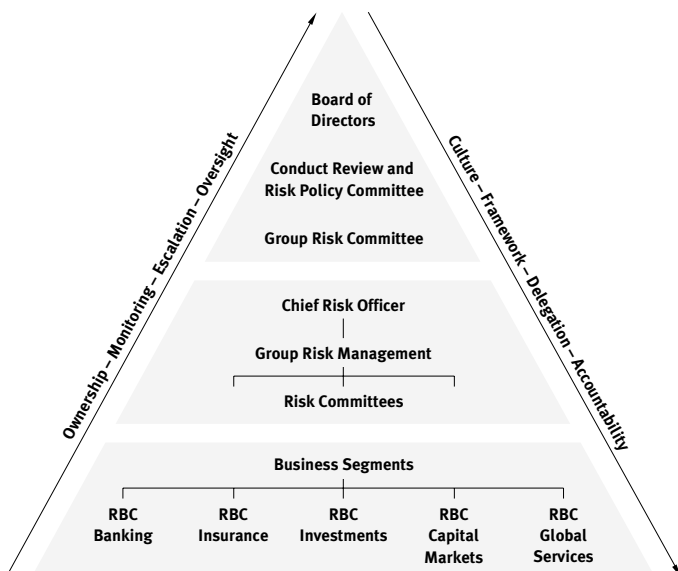 Board of
Directors
Conduct Review and
Risk Policy Committee
Group Risk Committee
Ownership – Monitoring – Escalation – Oversight
Culture – Framework – Delegation – Accountability
Chief Risk Officer
Group Risk Management
Risk Committees
Business Segments
RBC
Banking
RBC
Insurance
RBC
Investments
RBC
Capital
Markets
RBC
Global
Services